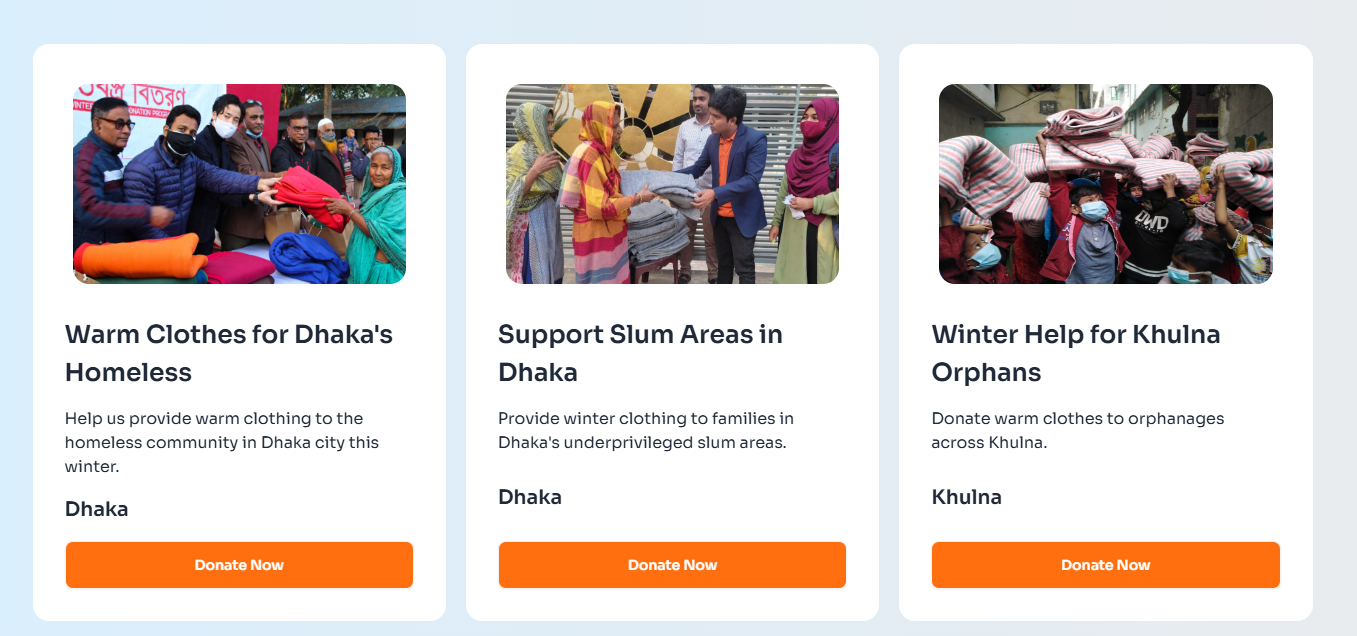 বস্ত্র বিতরণ
Warm Clothes for Dhaka's
Homeless
Help us provide warm clothing to the
homeless community in Dhaka city this
winter.
Dhaka
Donate Now
Support Slum Areas in
Dhaka
Provide winter clothing to families in
Dhaka's underprivileged slum areas.
Dhaka
Donate Now
DWD
Winter Help for Khulna
Orphans
Donate warm clothes to orphanages
across Khulna.
Khulna
Donate Now